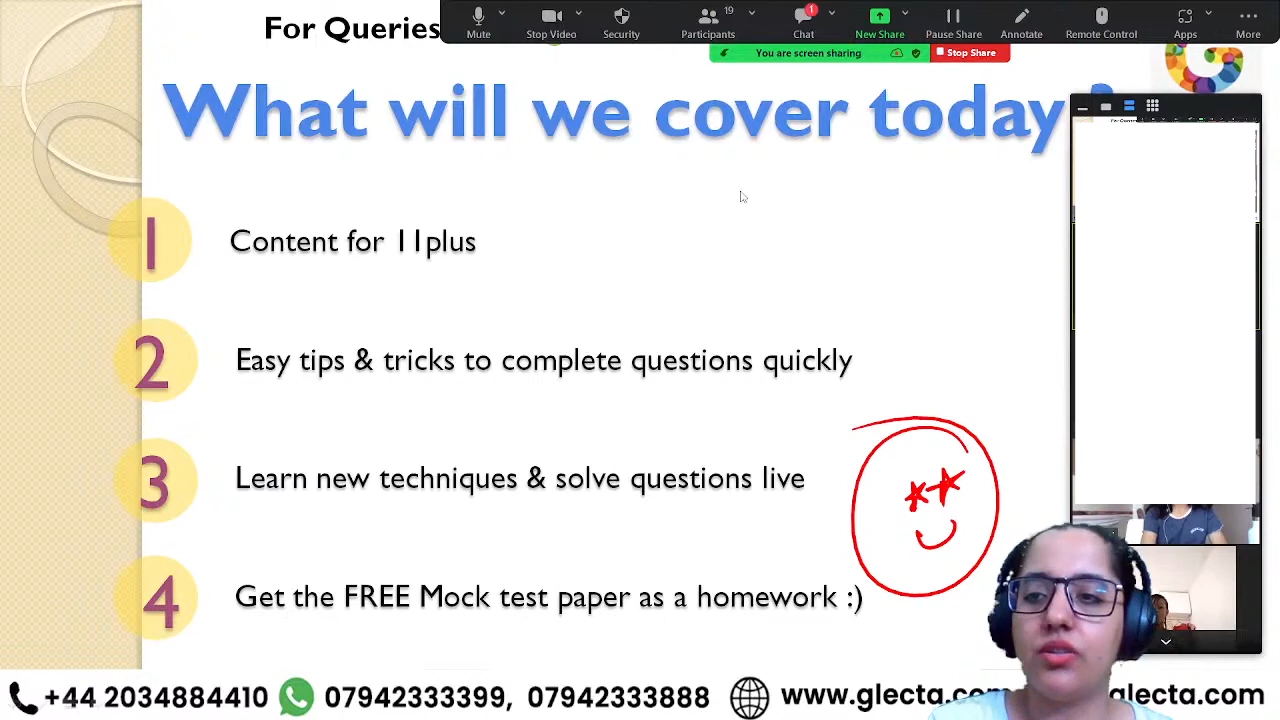 For Queries
Mute
Stop Video
Security
Participants
19
Chat
1
New Share
Pause Share
Annotate
Remote Control
Apps
More
You are screen sharing
Stop Share
What will we cover today
1
Content for 11plus
2
Easy tips & tricks to complete questions quickly
3
Learn new techniques & solve questions live
4
Get the FREE Mock test paper as a homework :)
+44 2034884410
07942333399, 07942333888
www.glecta.com
glecta.com